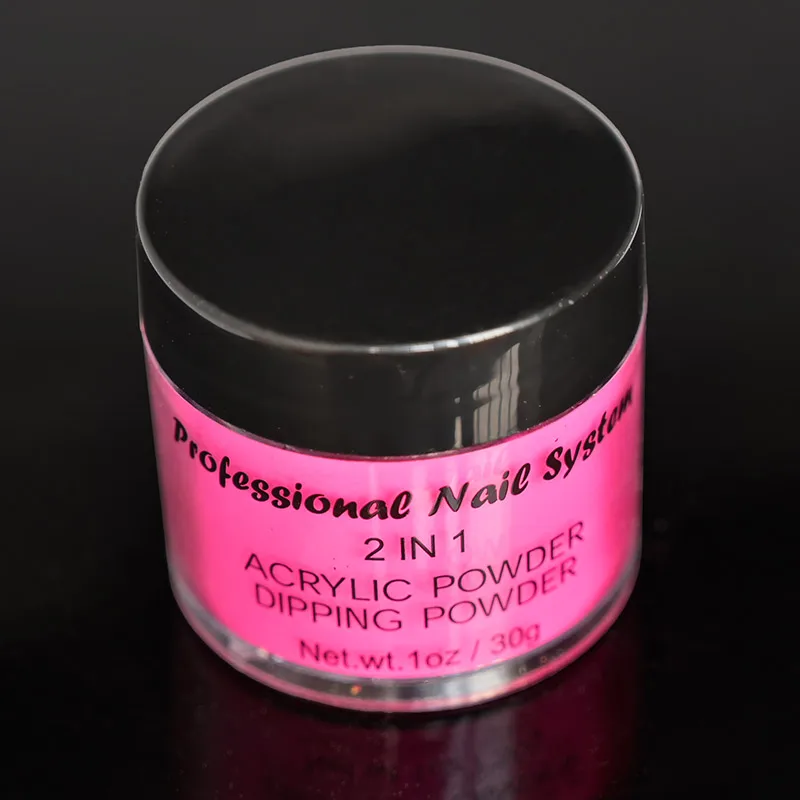 Professional Nail System
2 IN 1
ACRYLIC POWDER
DIPPING POWDER
Net.wt.1oz / 30g